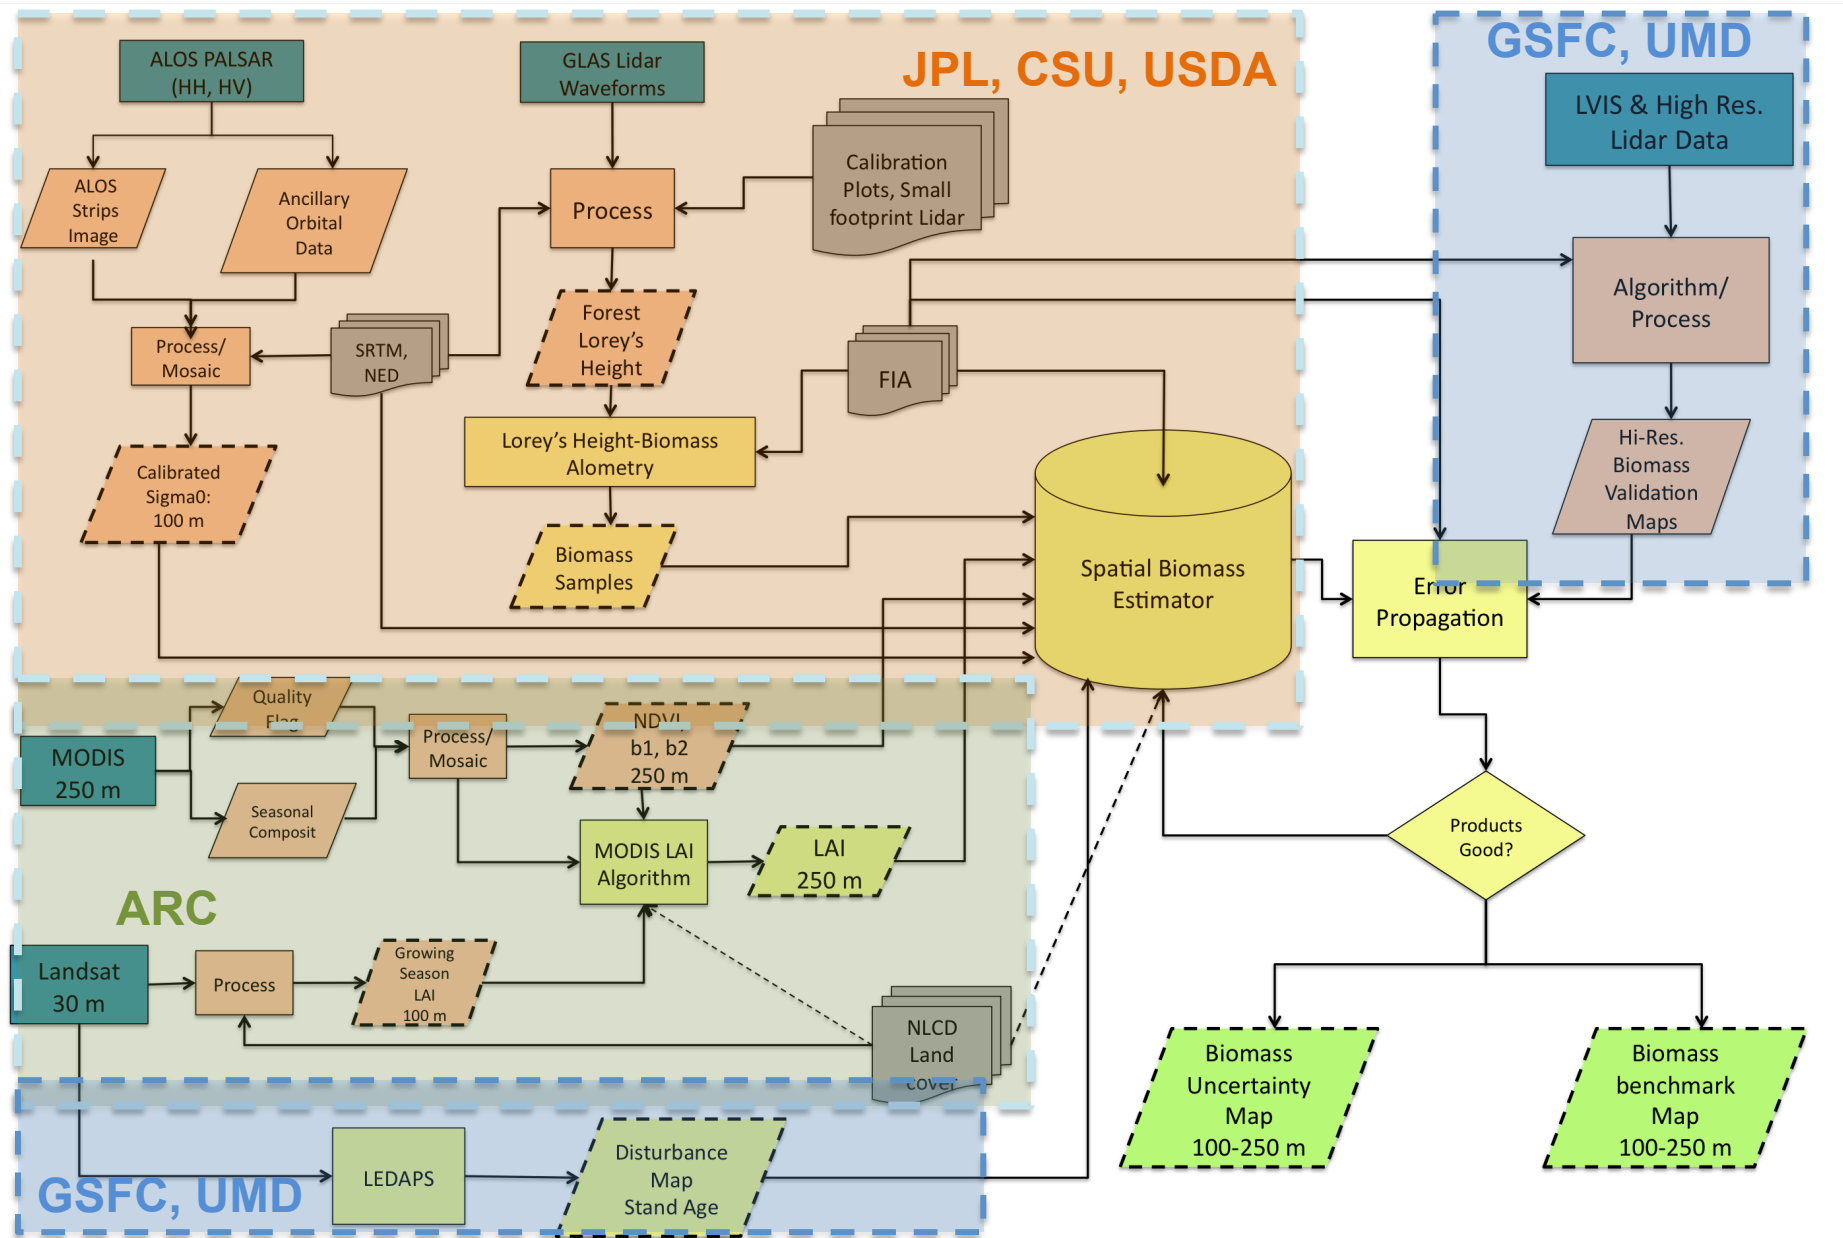 JPL, CSU, USDA
GSFC, UMD
ALOS PALSAR
(HH, HV)
GLAS Lidar
Waveforms
LVIS & High Res.
Lidar Data
ALOS
Strips
Image
Ancillary
Orbital
Data
Process
Calibration
Plots, Small
footprint Lidar
Algorithm/
Process
Forest
Lorey's
Height
Process/
Mosaic
SRTM,
NED
FIA
Lorey's Height-Biomass
Alometry
Hi-Res.
Biomass
Validation
Maps
Calibrated
Sigma0:
100 m
Biomass
Samples
Spatial Biomass
Estimator
Error
Propagation
Quality
Flag
MODIS
250 m
Process/
Mosaic
NDVI,
b1, b2
250 m
Seasonal
Composit
MODIS LAI
Algorithm
LAI
250 m
Products
Good?
ARC
Landsat
30 m
Process
Growing
Season
LAI
100 m
NLCD
Land
cover
Biomass
Uncertainty
Map
100-250 m
Biomass
benchmark
Map
100-250 m
GSFC, UMD
LEDAPS
Disturbance
Map
Stand Age